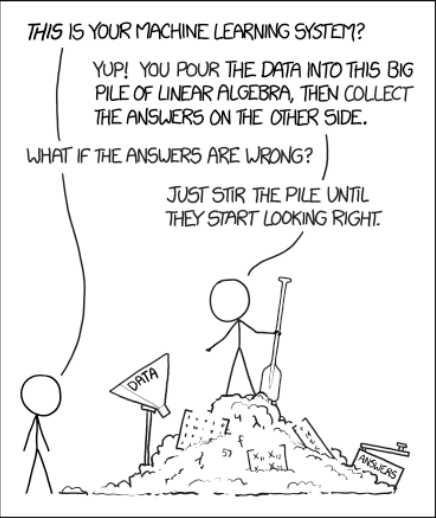 THIS IS YOUR MACHINE LEARNING SYSTEM?
YUP! YOU POUR THE DATA INTO THIS BIG
PILE OF LINEAR ALGEBRA, THEN COLLECT
THE ANSWERS ON THE OTHER SIDE.
WHAT IF THE ANSWERS ARE WRONG?
JUST STIR THE PILE UNTIL
THEY START LOOKING RIGHT.
DATA
ANSWERS